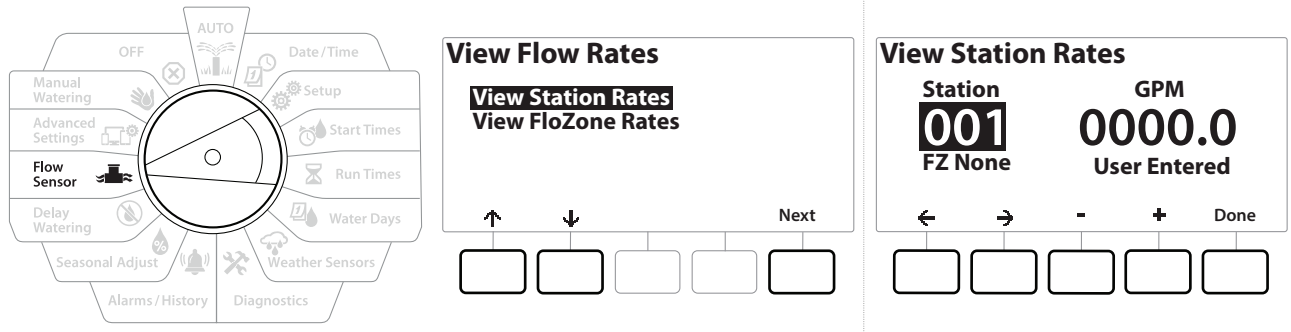 AUTO
OFF
Date/Time
Manual
Watering
Setup
Advanced
Settings
Start Times
Flow
Sensor
Run Times
Delay
Watering
Water Days
Seasonal Adjust
%
Weather Sensors
Alarms/History
Diagnostics
View Flow Rates
View Station Rates
View FloZone Rates
↑ ↓ Next
View Station Rates
Station GPM
001 0000.0
FZ None User Entered
← → - + Done